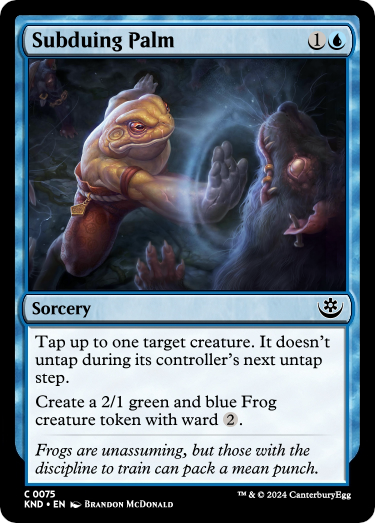 Subduing Palm 1
Sorcery
Tap up to one target creature. It doesn't
untap during its controller's next untap
step.
Create a 2/1 green and blue Frog
creature token with ward 2.
Frogs are unassuming, but those with the
discipline to train can pack a mean punch.
C 0075
KND • EN Brandon McDonald
™ & © 2024 CanterburyEgg